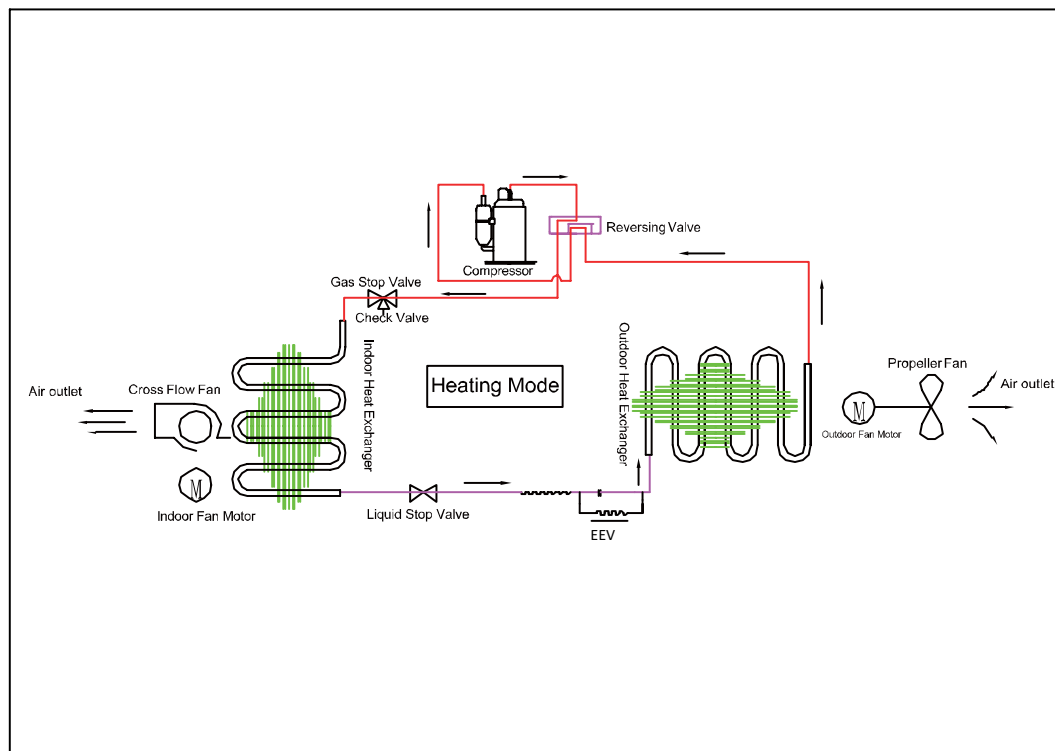 Reversing Valve
Compressor
Gas Stop Valve
Check Valve
Indoor Heat Exchanger
Outdoor Heat Exchanger
Heating Mode
Cross Flow Fan
Air outlet
M
Indoor Fan Motor
Propeller Fan
Air outlet
M
Outdoor Fan Motor
Liquid Stop Valve
EEV